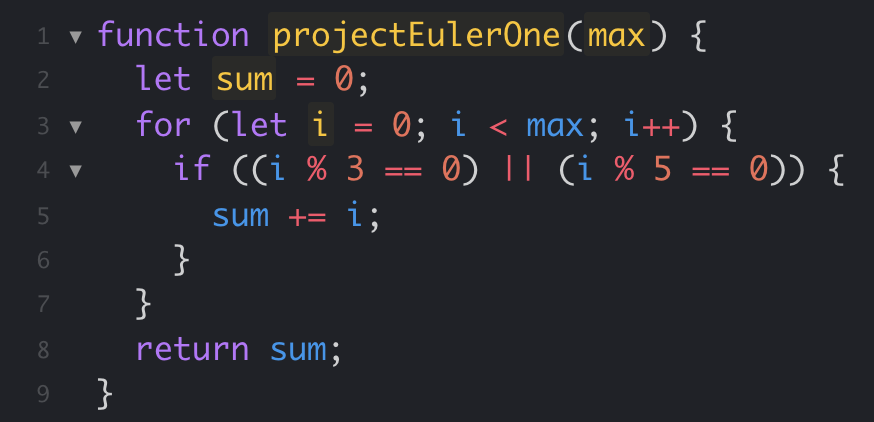 1 ▼ function projectEulerOne(max) {
2 let sum = 0;
3 ▼ for (let i = 0; i < max; i++) {
4 ▼ if ((i % 3 == 0) || (i % 5 == 0)) {
5 sum += i;
6 }
7 }
8 return sum;
9 }